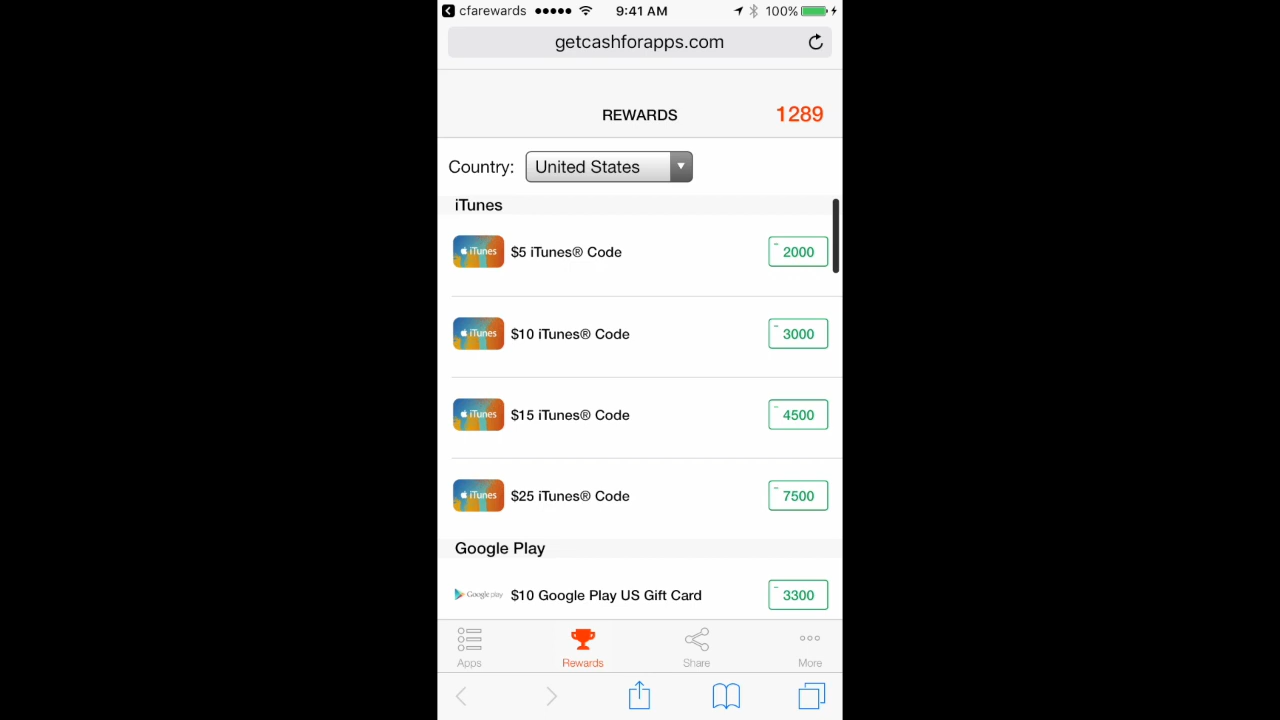 cfarewards 9:41 AM 100%
getcashforapps.com
REWARDS 1289
Country: United States
iTunes
iTunes $5 iTunes® Code 2000
iTunes $10 iTunes® Code 3000
iTunes $15 iTunes® Code 4500
iTunes $25 iTunes® Code 7500
Google Play
Google play $10 Google Play US Gift Card 3300
Apps Rewards Share More